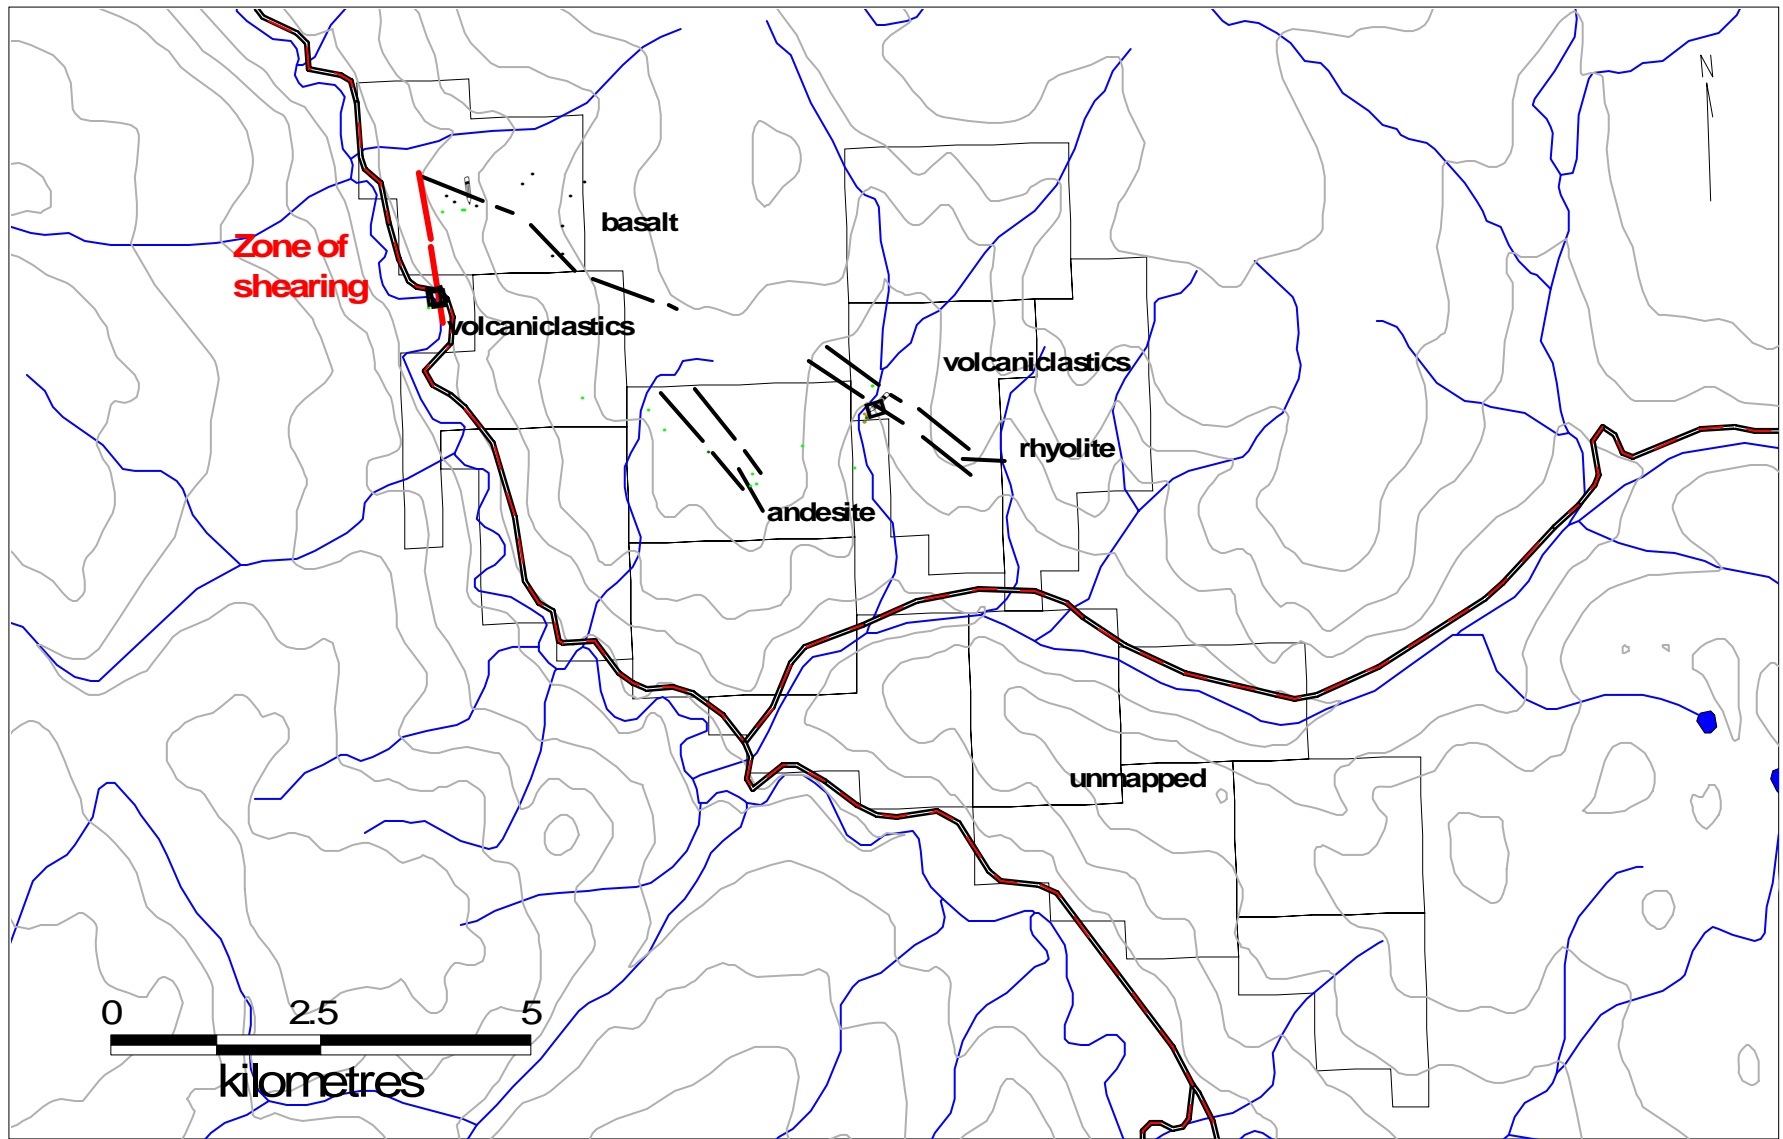 N
basalt
Zone of
shearing
volcaniclastics
volcaniclastics
rhyolite
andesite
unmapped
0 2.5 5
kilometres